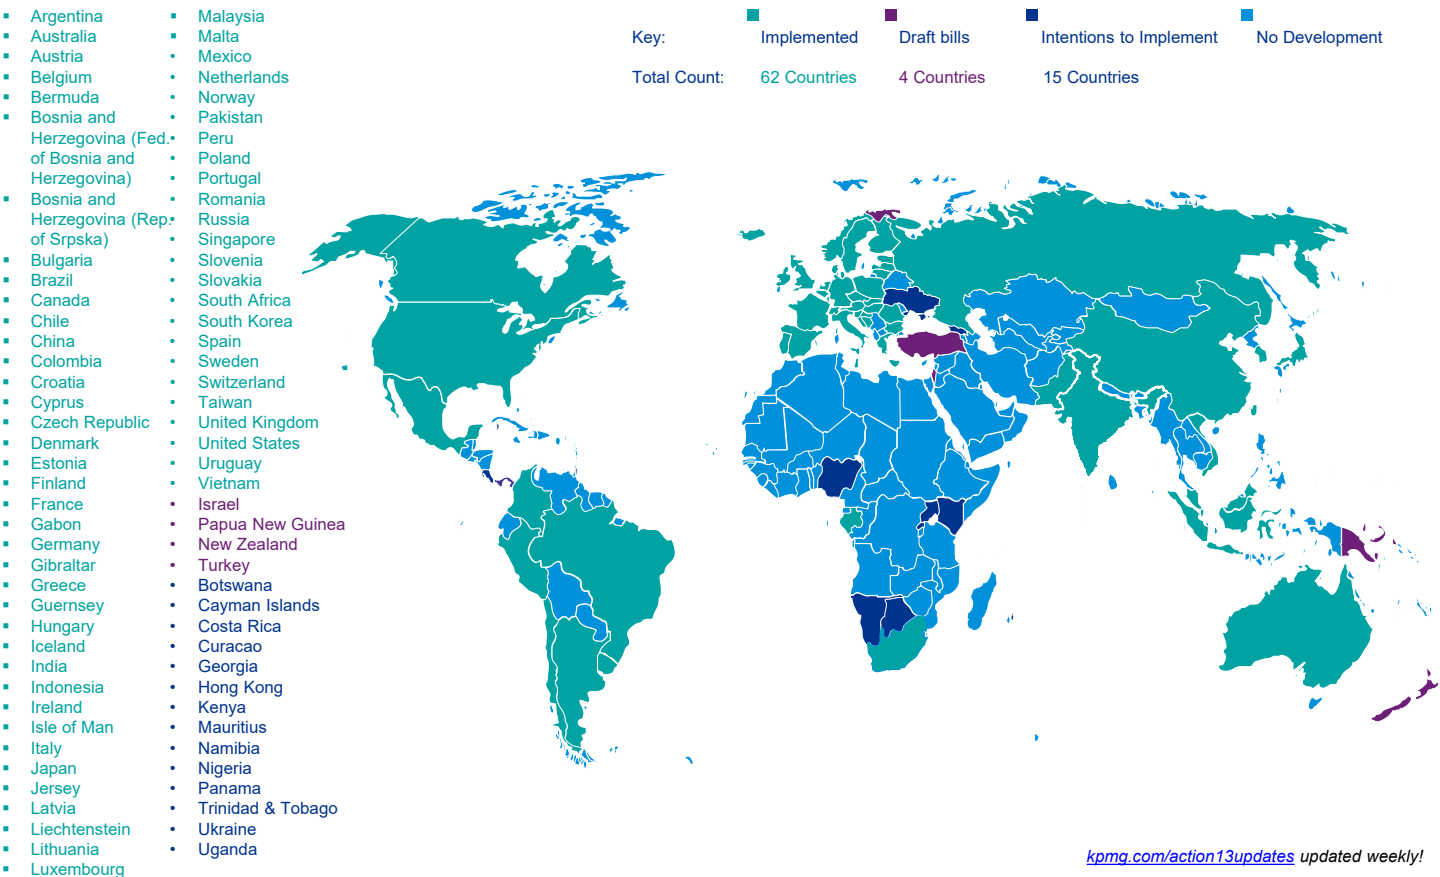 Argentina
Australia
Austria
Belgium
Bermuda
Bosnia and
Herzegovina (Fed.
of Bosnia and
Herzegovina)
Bosnia and
Herzegovina (Rep.
of Srpska)
Bulgaria
Brazil
Canada
Chile
China
Colombia
Croatia
Cyprus
Czech Republic
Denmark
Estonia
Finland
France
Gabon
Germany
Gibraltar
Greece
Guernsey
Hungary
Iceland
India
Indonesia
Ireland
Isle of Man
Italy
Japan
Jersey
Latvia
Liechtenstein
Lithuania
Luxembourg
Malaysia
Malta
Mexico
Netherlands
Norway
Pakistan
Peru
Poland
Portugal
Romania
Russia
Singapore
Slovenia
Slovakia
South Africa
South Korea
Spain
Sweden
Switzerland
Taiwan
United Kingdom
United States
Uruguay
Vietnam
Israel
Papua New Guinea
New Zealand
Turkey
Botswana
Cayman Islands
Costa Rica
Curacao
Georgia
Hong Kong
Kenya
Mauritius
Namibia
Nigeria
Panama
Trinidad & Tobago
Ukraine
Uganda
Key: Implemented Draft bills Intentions to Implement No Development
Total Count: 62 Countries 4 Countries 15 Countries
kpmg.com/action13updates updated weekly!